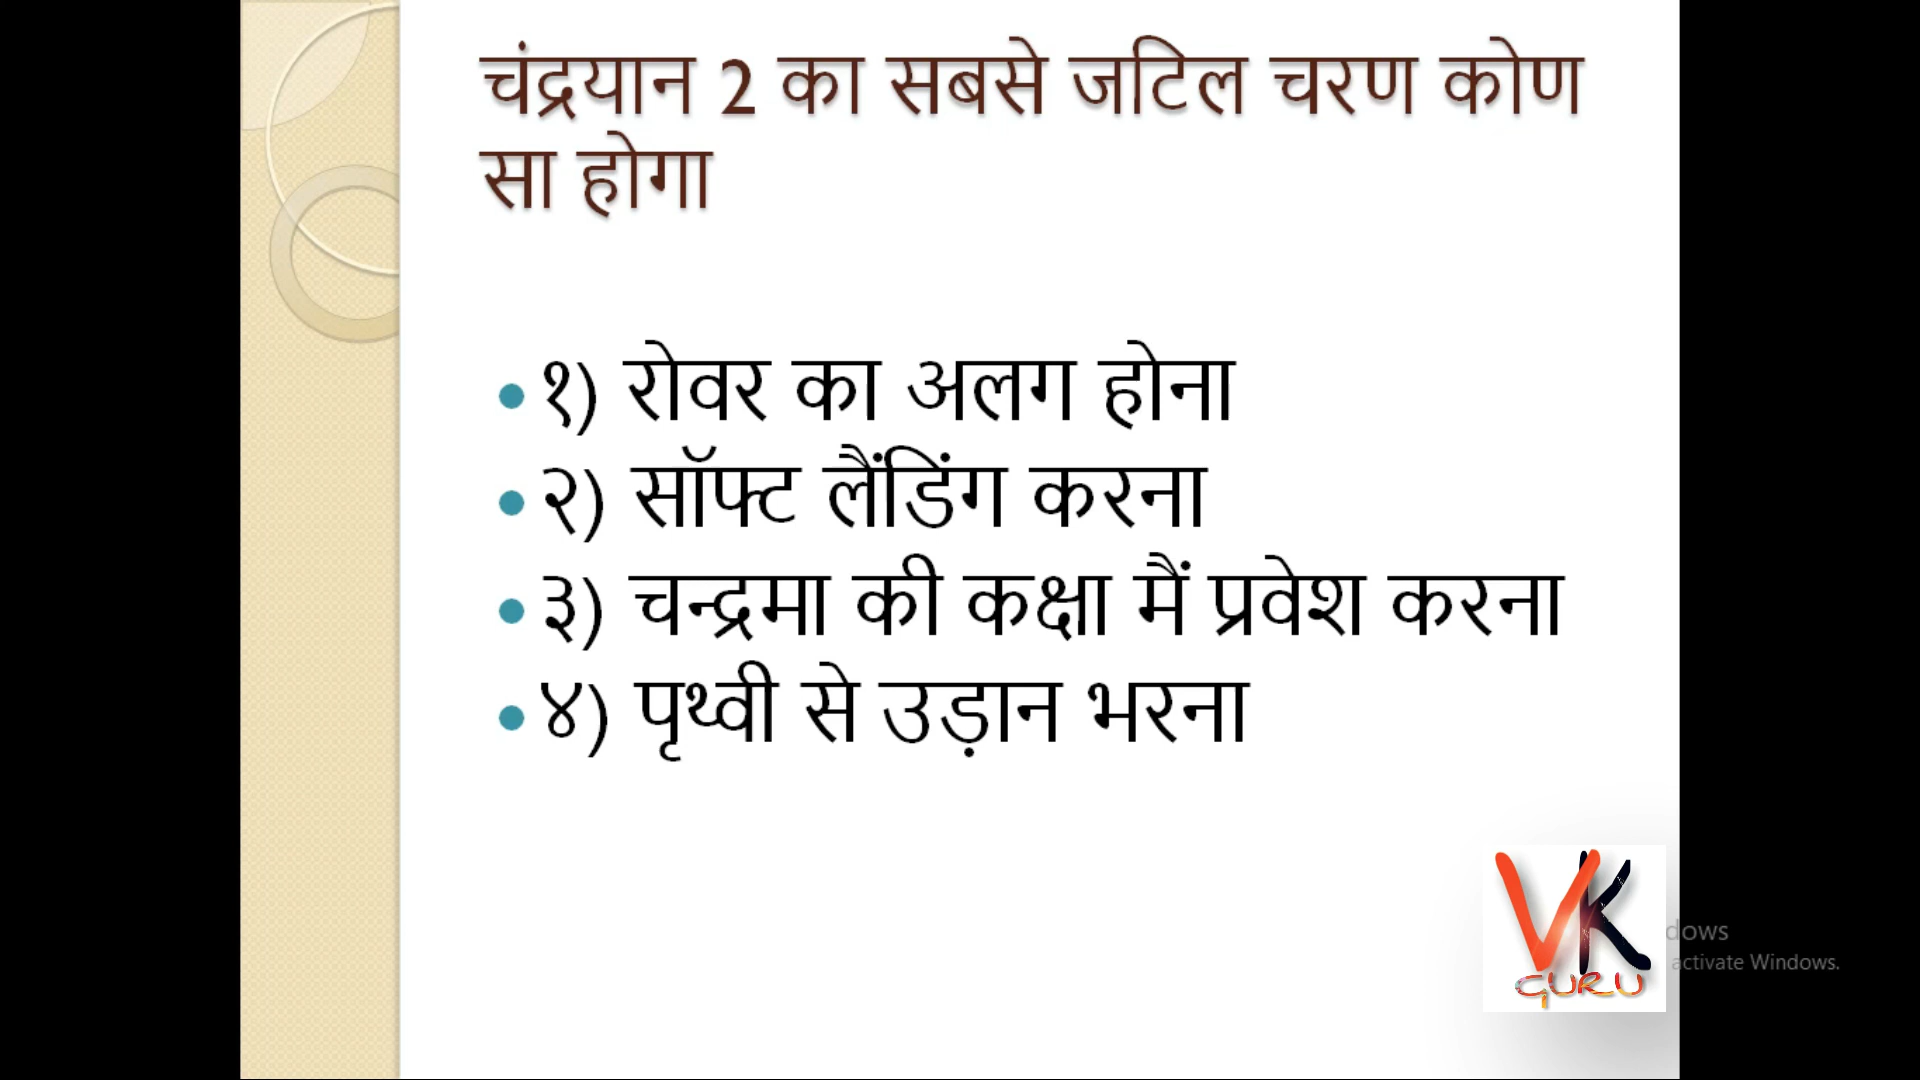 चंद्रयान 2 का सबसे जटिल चरण कोण
सा होगा
१) रोवर का अलग होना
२) सॉफ्ट लैंडिंग करना
३) चन्द्रमा की कक्षा मैं प्रवेश करना
४) पृथ्वी से उड़ान भरना
VK
GURU
dows
activate Windows.